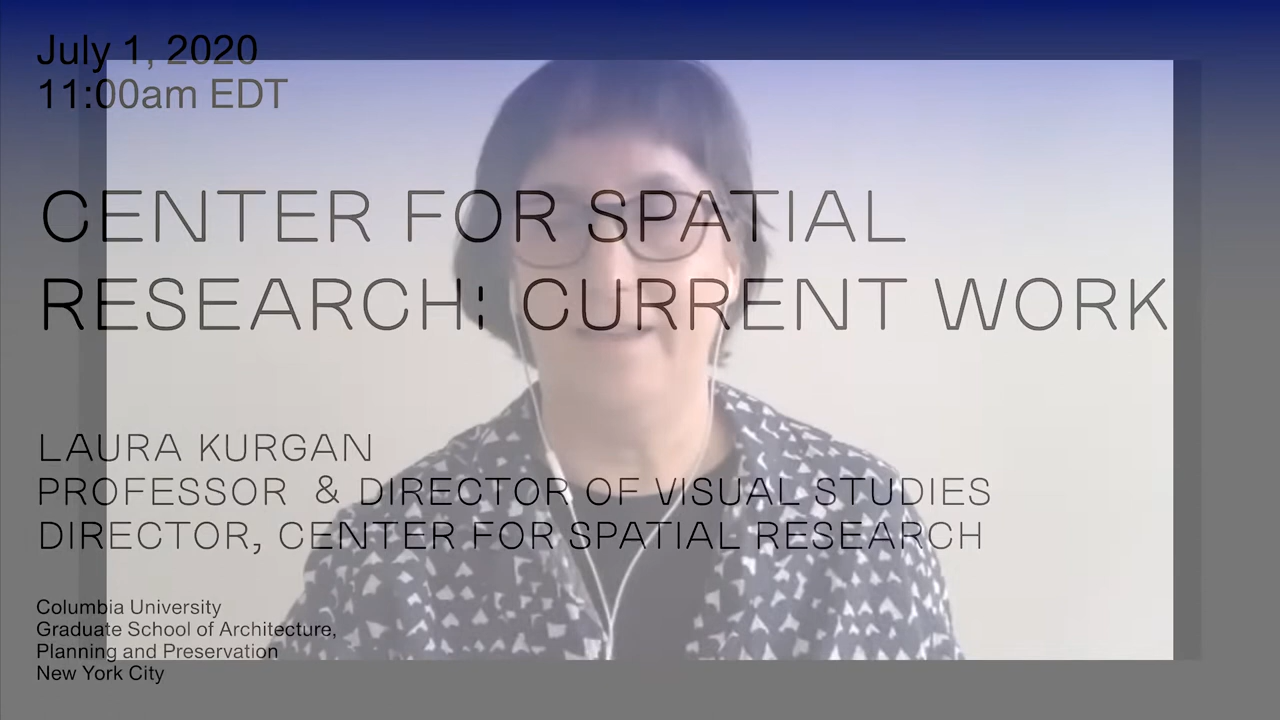 July 1, 2020
11:00am EDT
CENTER FOR SPATIAL
RESEARCH: CURRENT WORK
LAURA KURGAN
PROFESSOR & DIRECTOR OF VISUAL STUDIES
DIRECTOR, CENTER FOR SPATIAL RESEARCH
Columbia University
Graduate School of Architecture,
Planning and Preservation
New York City